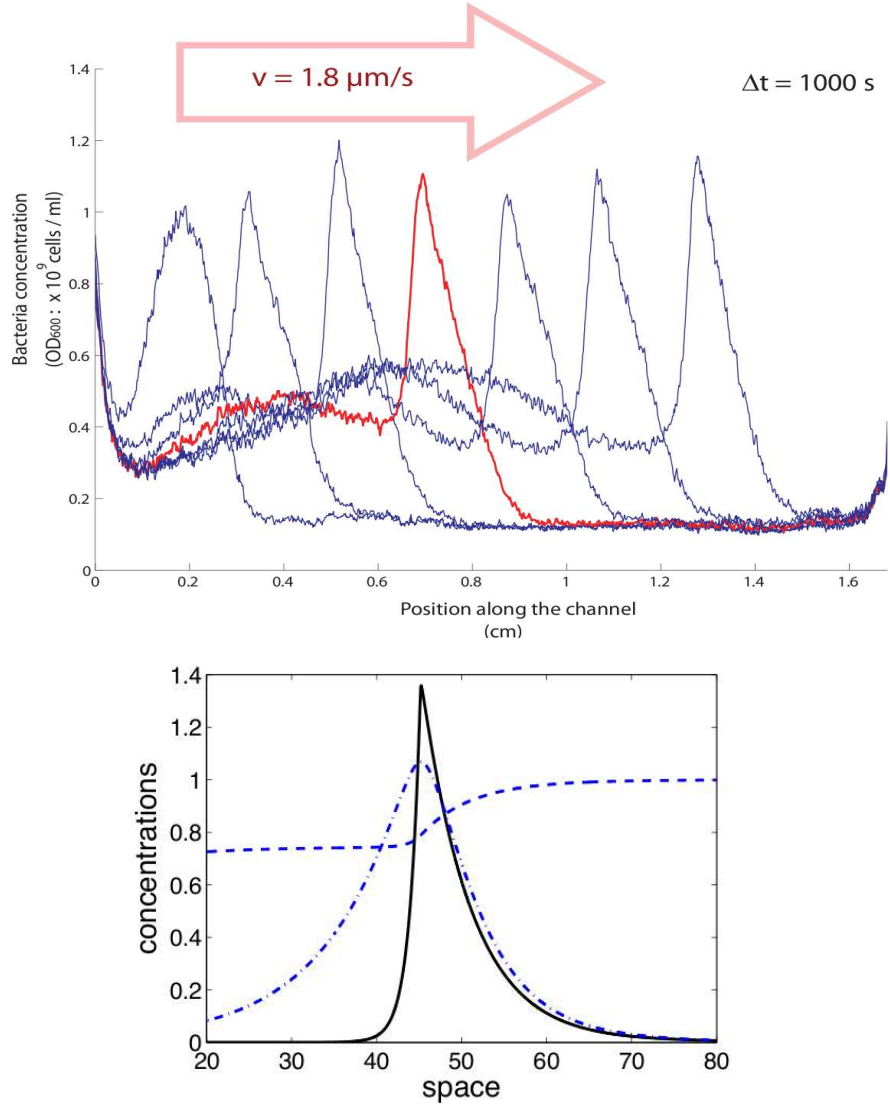 v = 1.8 μm/s
Δt = 1000 s
1.4
1.2
1
0.8
0.6
0.4
0.2
0
Bacteria concentration
(OD600 : x 10^9 cells / ml)
0 0.2 0.4 0.6 0.8 1 1.2 1.4 1.6
Position along the channel
(cm)
1.4
1.2
1
0.8
0.6
0.4
0.2
0
concentrations
20 30 40 50 60 70 80
space